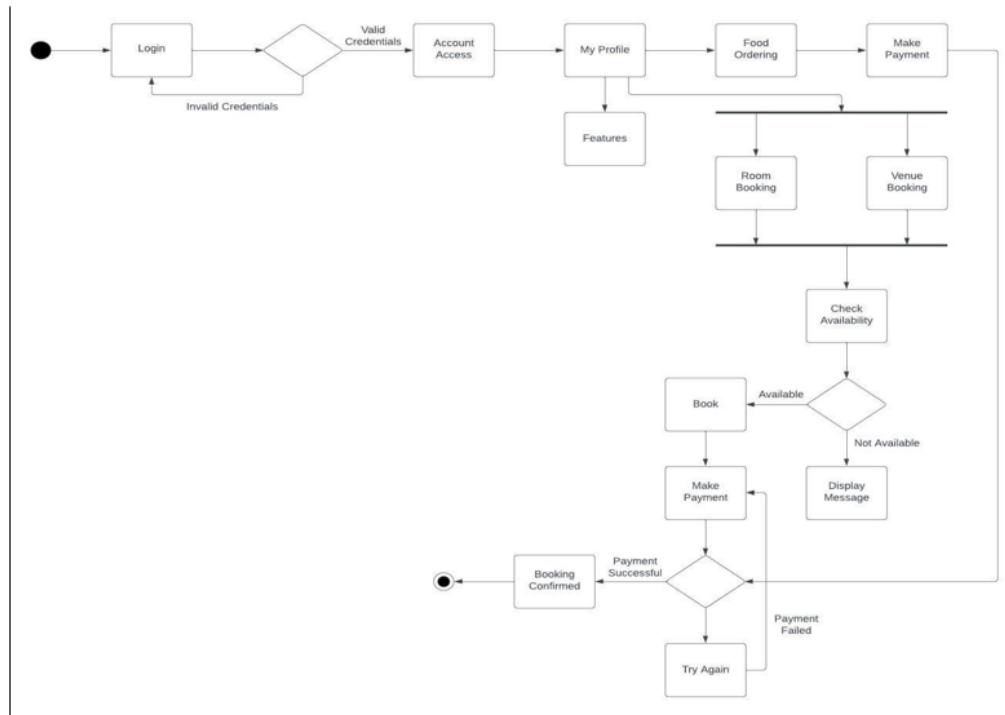 Login
Valid
Credentials
Account
Access
My Profile
Food
Ordering
Make
Payment
Invalid Credentials
Features
Room
Booking
Venue
Booking
Check
Availability
Available
Book
Not Available
Make
Payment
Display
Message
Payment
Successful
Booking
Confirmed
Payment
Failed
Try Again